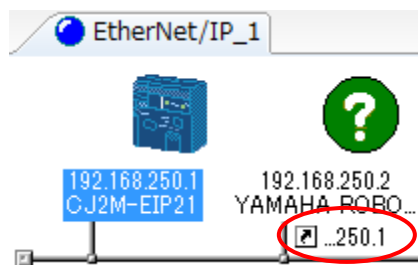 EtherNet/IP_1
192.168.250.1
CJ2M-EIP21
192.168.250.2
YAMAHA ROBO...
...250.1